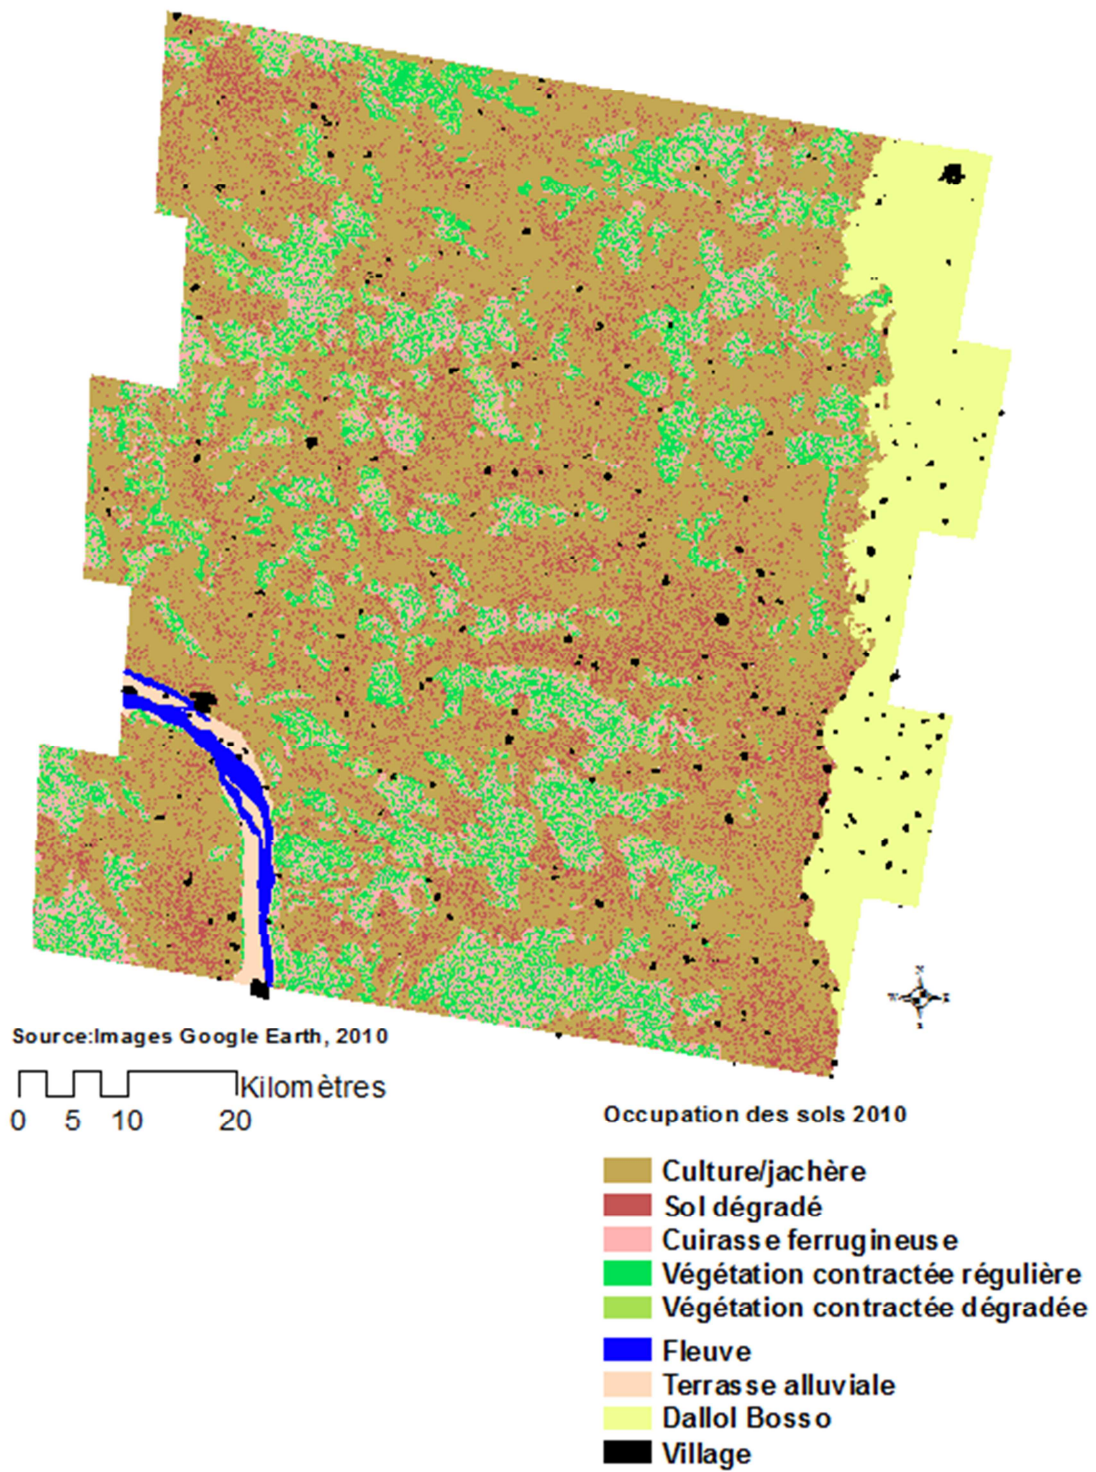 Source:Images Google Earth, 2010
Kilomètres
0 5 10 20
Occupation des sols 2010
Culture/jachère
Sol dégradé
Cuirasse ferrugineuse
Végétation contractée régulière
Végétation contractée dégradée
Fleuve
Terrasse alluviale
Dallol Bosso
Village